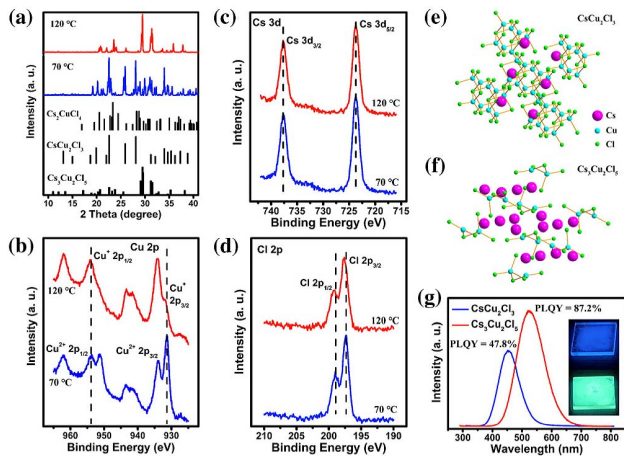 (a)
120 °C
70 °C
Cs₂CuCl₄
CsCu₂Cl₃
Cs₃Cu₂Cl₅
Intensity (a. u.)
10 15 20 25 30 35 40
2 Theta (degree)
(b)
Cu 2p
Cu⁺ 2p₁/₂
Cu⁺
2p₃/₂
120 °C
Cu²⁺ 2p₁/₂
Cu²⁺ 2p₃/₂
70 °C
Intensity (a. u.)
960 950 940 930
Binding Energy (eV)
(c)
Cs 3d
Cs 3d₃/₂
Cs 3d₅/₂
120 °C
70 °C
Intensity (a. u.)
740 735 730 725 720 715
Binding Energy (eV)
(d)
Cl 2p
Cl 2p₁/₂
Cl 2p₃/₂
120 °C
70 °C
Intensity (a. u.)
210 205 200 195 190
Binding Energy (eV)
(e)
CsCu₂Cl₃
Cs
Cu
Cl
(f)
Cs₃Cu₂Cl₅
(g)
CsCu₂Cl₃
Cs₃Cu₂Cl₅
PLQY = 87.2%
PLQY = 47.8%
Intensity (a. u.)
300 400 500 600 700
Wavelength (nm)